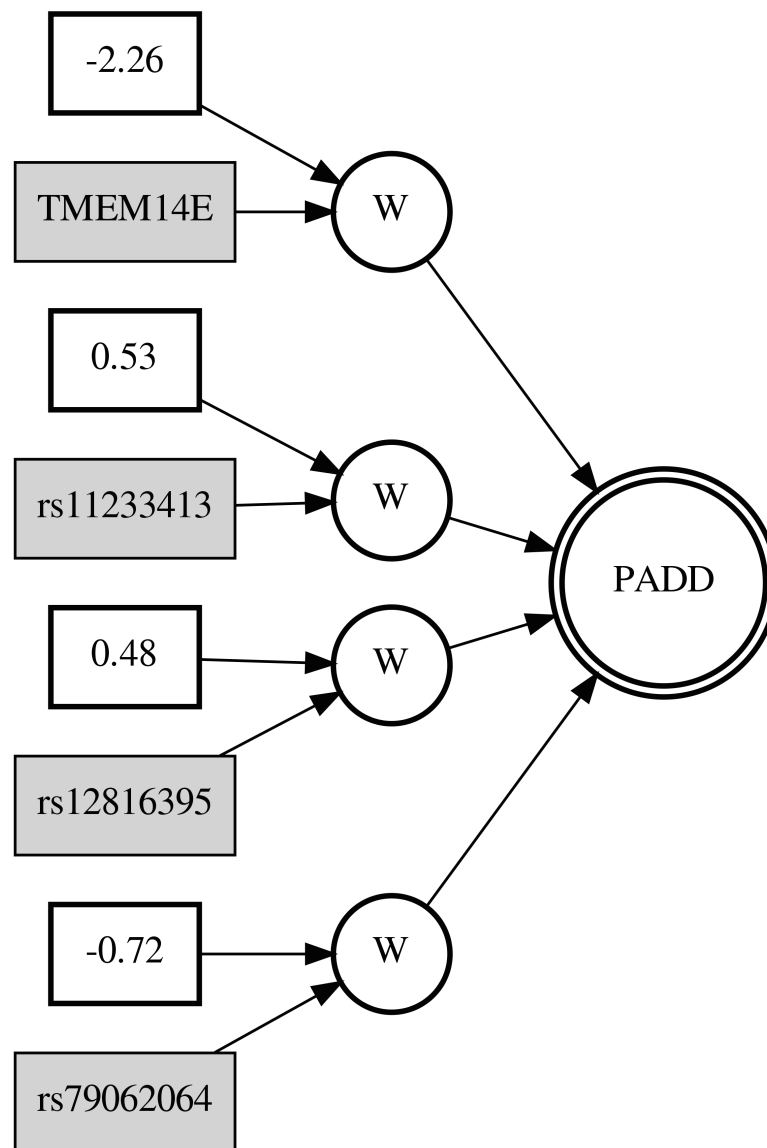 -2.26
TMEM14E
W
0.53
rs11233413
W
PADD
0.48
W
rs12816395
-0.72
W
rs79062064